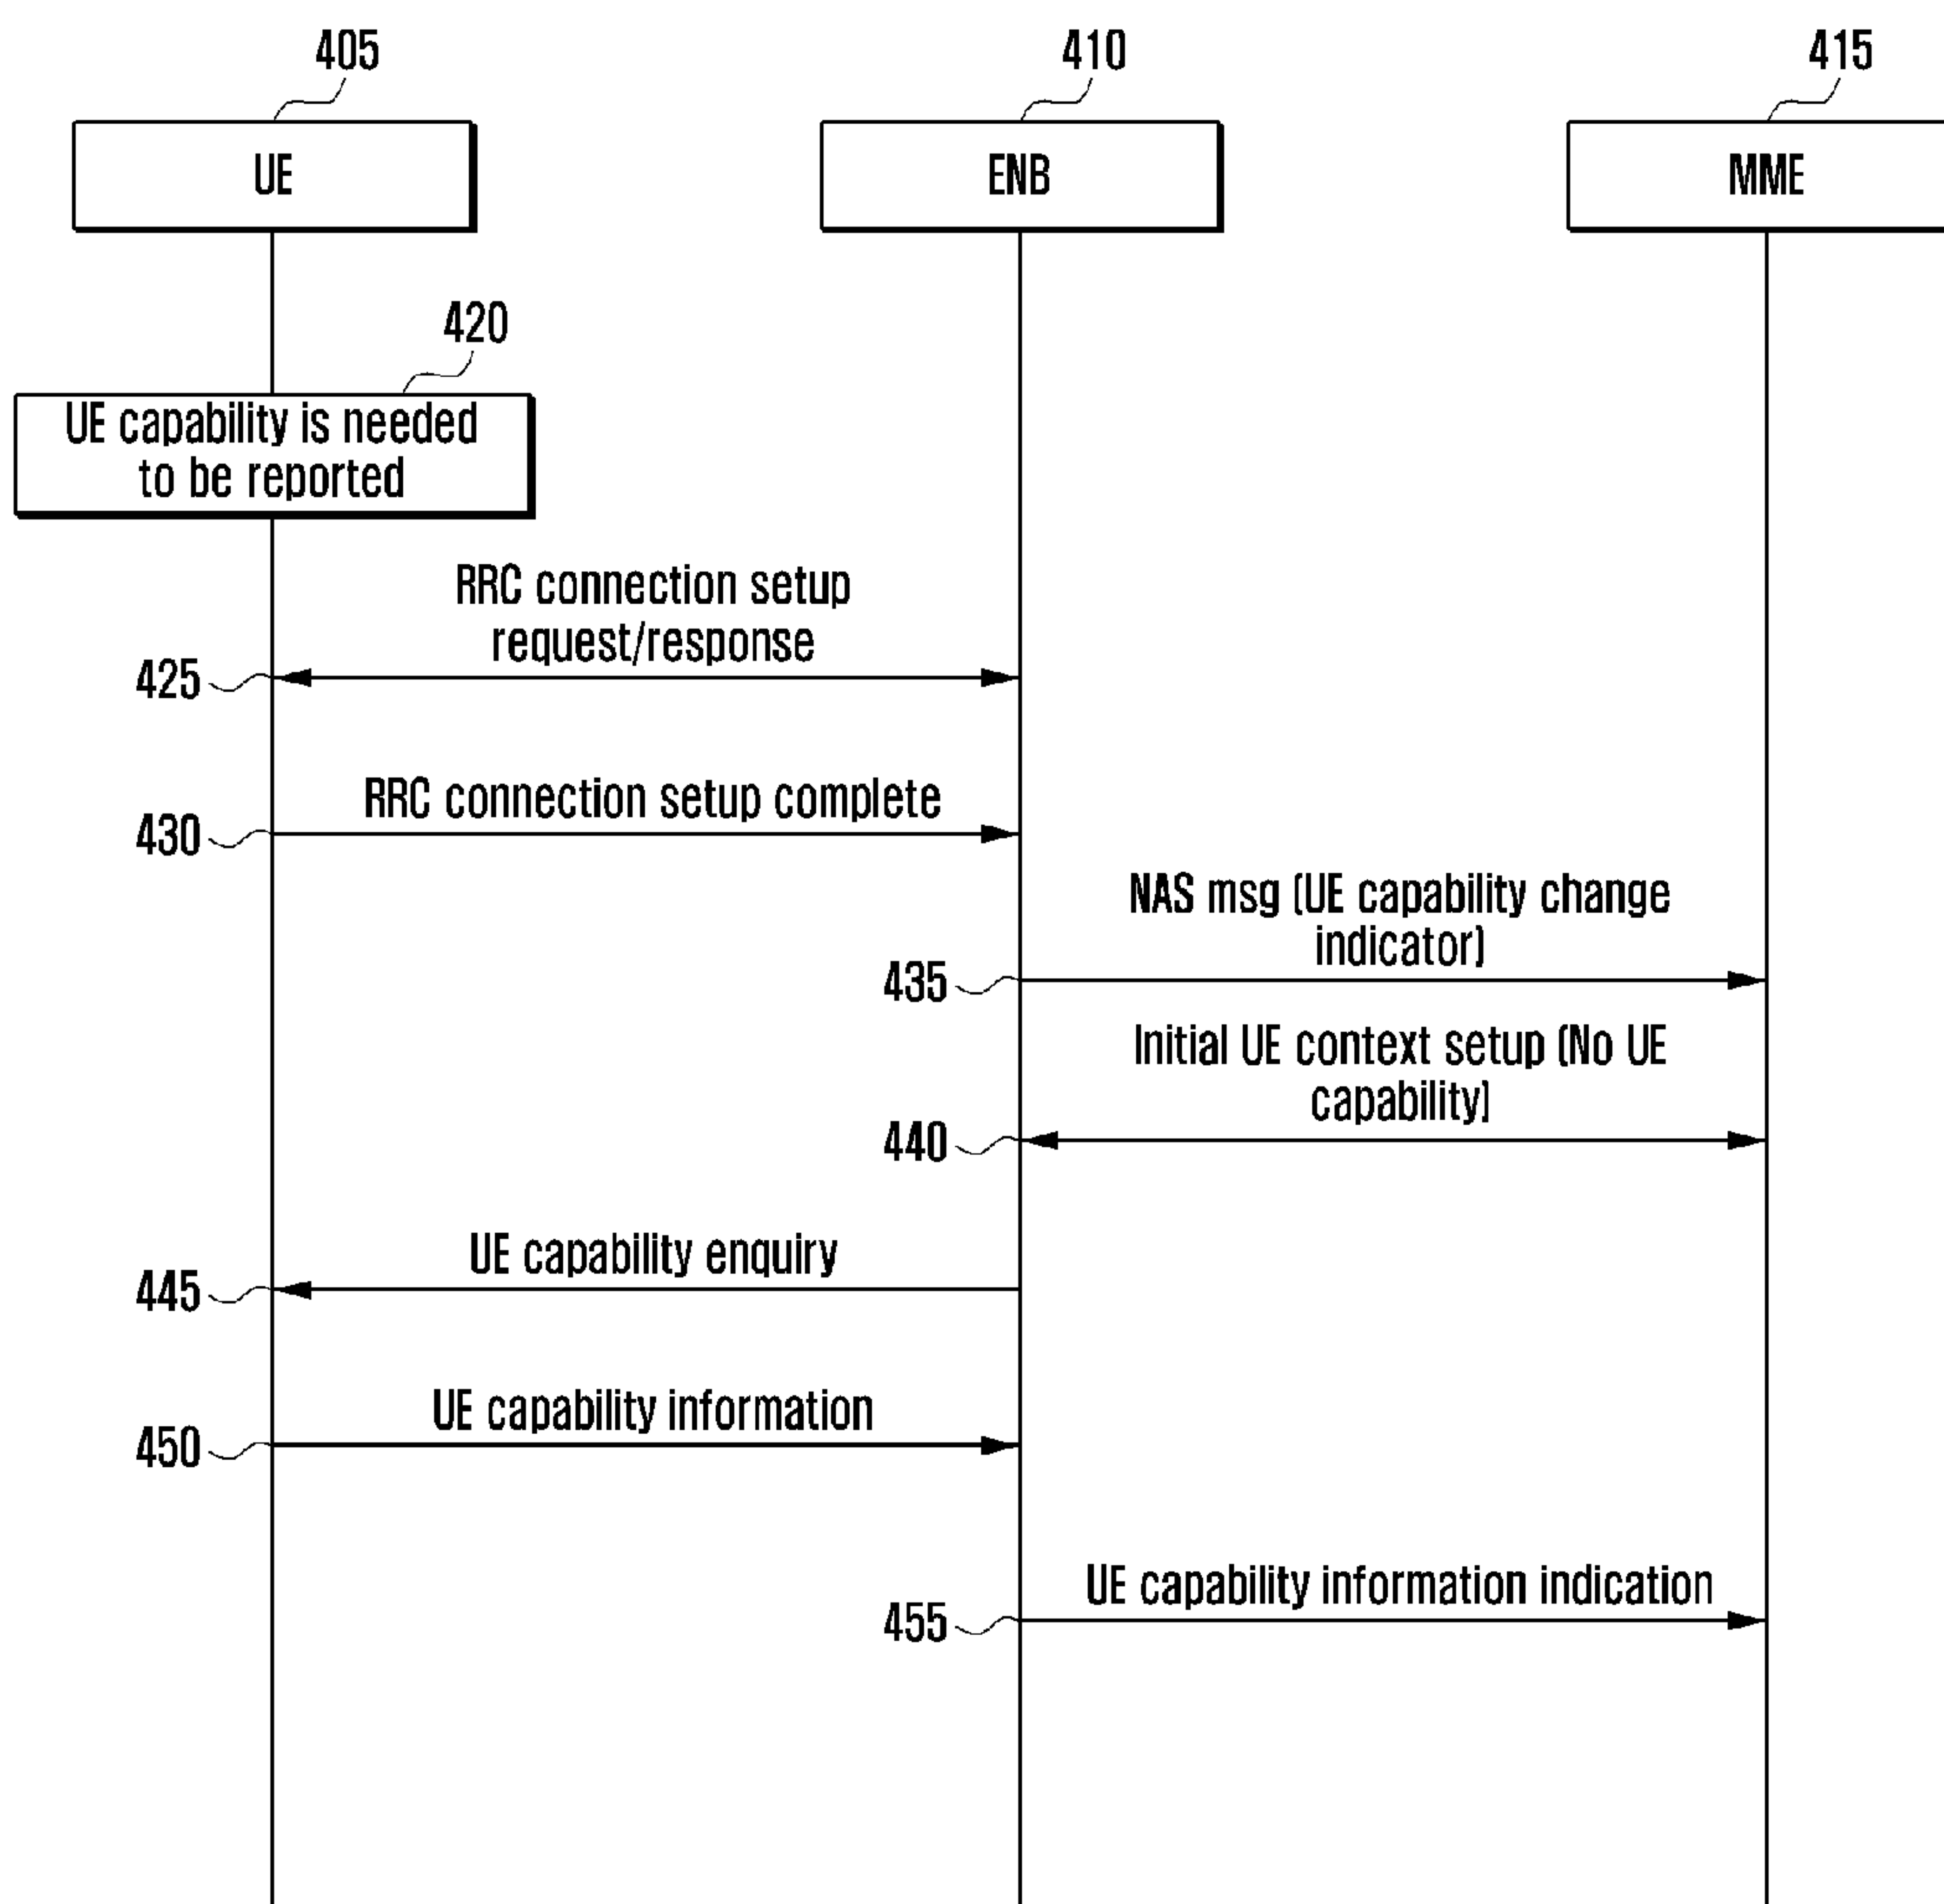 405
410
415
UE
ENB
MME
420
UE capability is needed
to be reported
RRC connection setup
request/response
425
RRC connection setup complete
430
NAS msg (UE capability change
indicator)
435
Initial UE context setup (No UE
capability)
440
UE capability enquiry
445
UE capability information
450
UE capability information indication
455